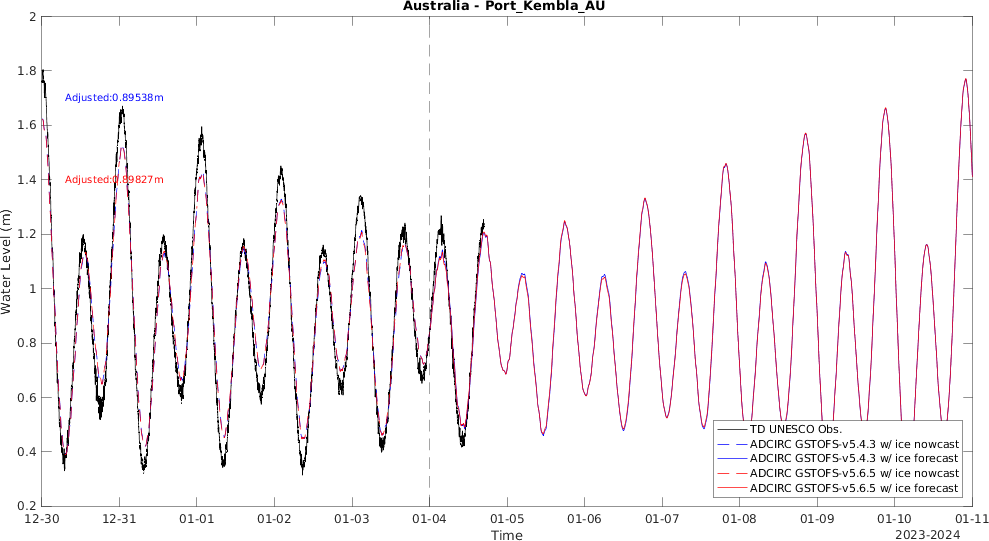 Australia - Port_Kembla_AU
2
1.8
1.6
1.4
1.2
1
0.8
0.6
0.4
0.2
Water Level (m)
Adjusted:0.89538m
Adjusted:0.89827m
TD UNESCO Obs.
ADCIRC GSTOFS-v5.4.3 w/ ice nowcast
ADCIRC GSTOFS-v5.4.3 w/ ice forecast
ADCIRC GSTOFS-v5.6.5 w/ ice nowcast
ADCIRC GSTOFS-v5.6.5 w/ ice forecast
12-30 12-31 01-01 01-02 01-03 01-04 01-05 01-06 01-07 01-08 01-09 01-10 01-11
Time
2023-2024